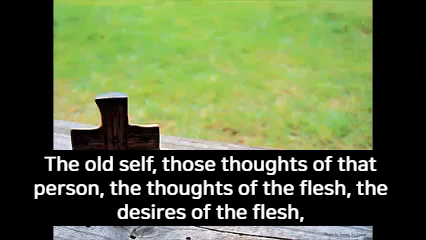 The old self, those thoughts of that
person, the thoughts of the flesh, the
desires of the flesh,